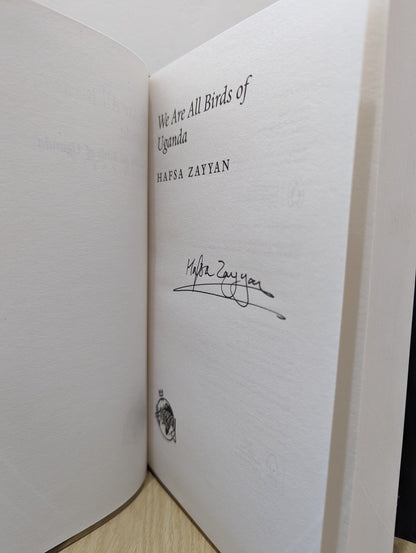 We Are All Birds of
Uganda
HAFSA ZAYYAN
Hafsa Zayyan